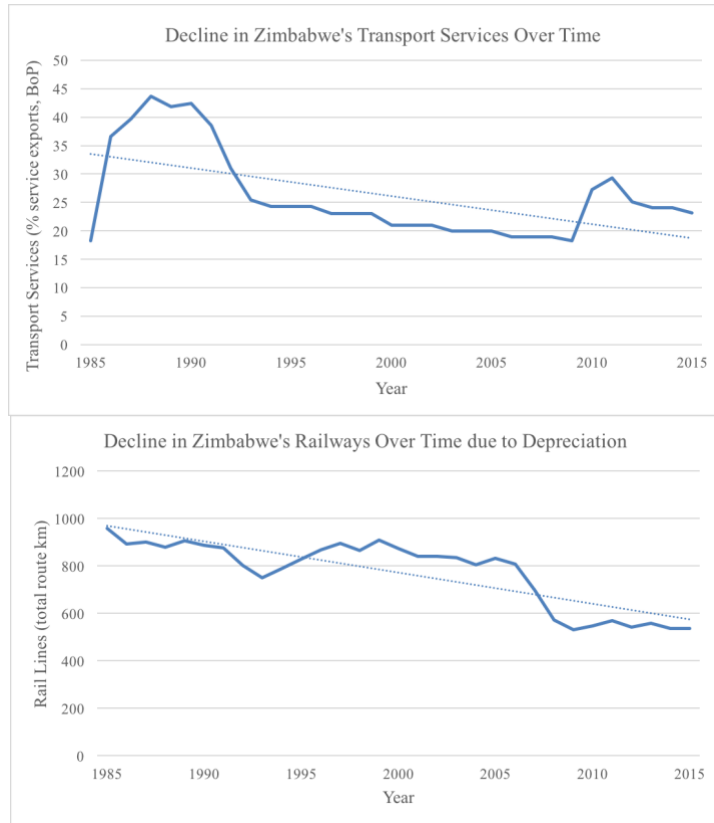 Decline in Zimbabwe's Transport Services Over Time
Transport Services (% service exports, BoP)
50
45
40
35
30
25
20
15
10
5
0
1985 1990 1995 2000 2005 2010 2015
Year
Decline in Zimbabwe's Railways Over Time due to Depreciation
Rail Lines (total route km)
1200
1000
800
600
400
200
0
1985 1990 1995 2000 2005 2010 2015
Year